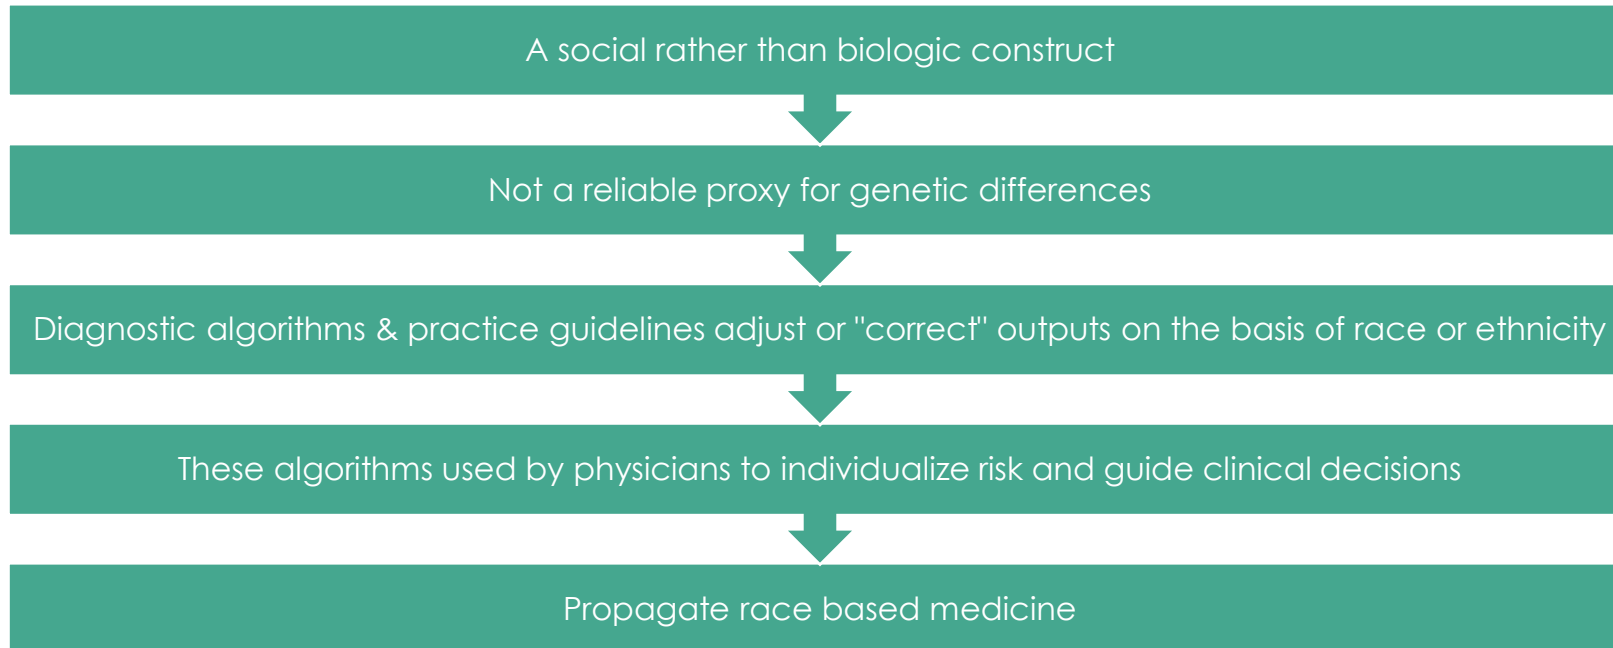 A social rather than biologic construct
Not a reliable proxy for genetic differences
Diagnostic algorithms & practice guidelines adjust or "correct" outputs on the basis of race or ethnicity
These algorithms used by physicians to individualize risk and guide clinical decisions
Propagate race based medicine